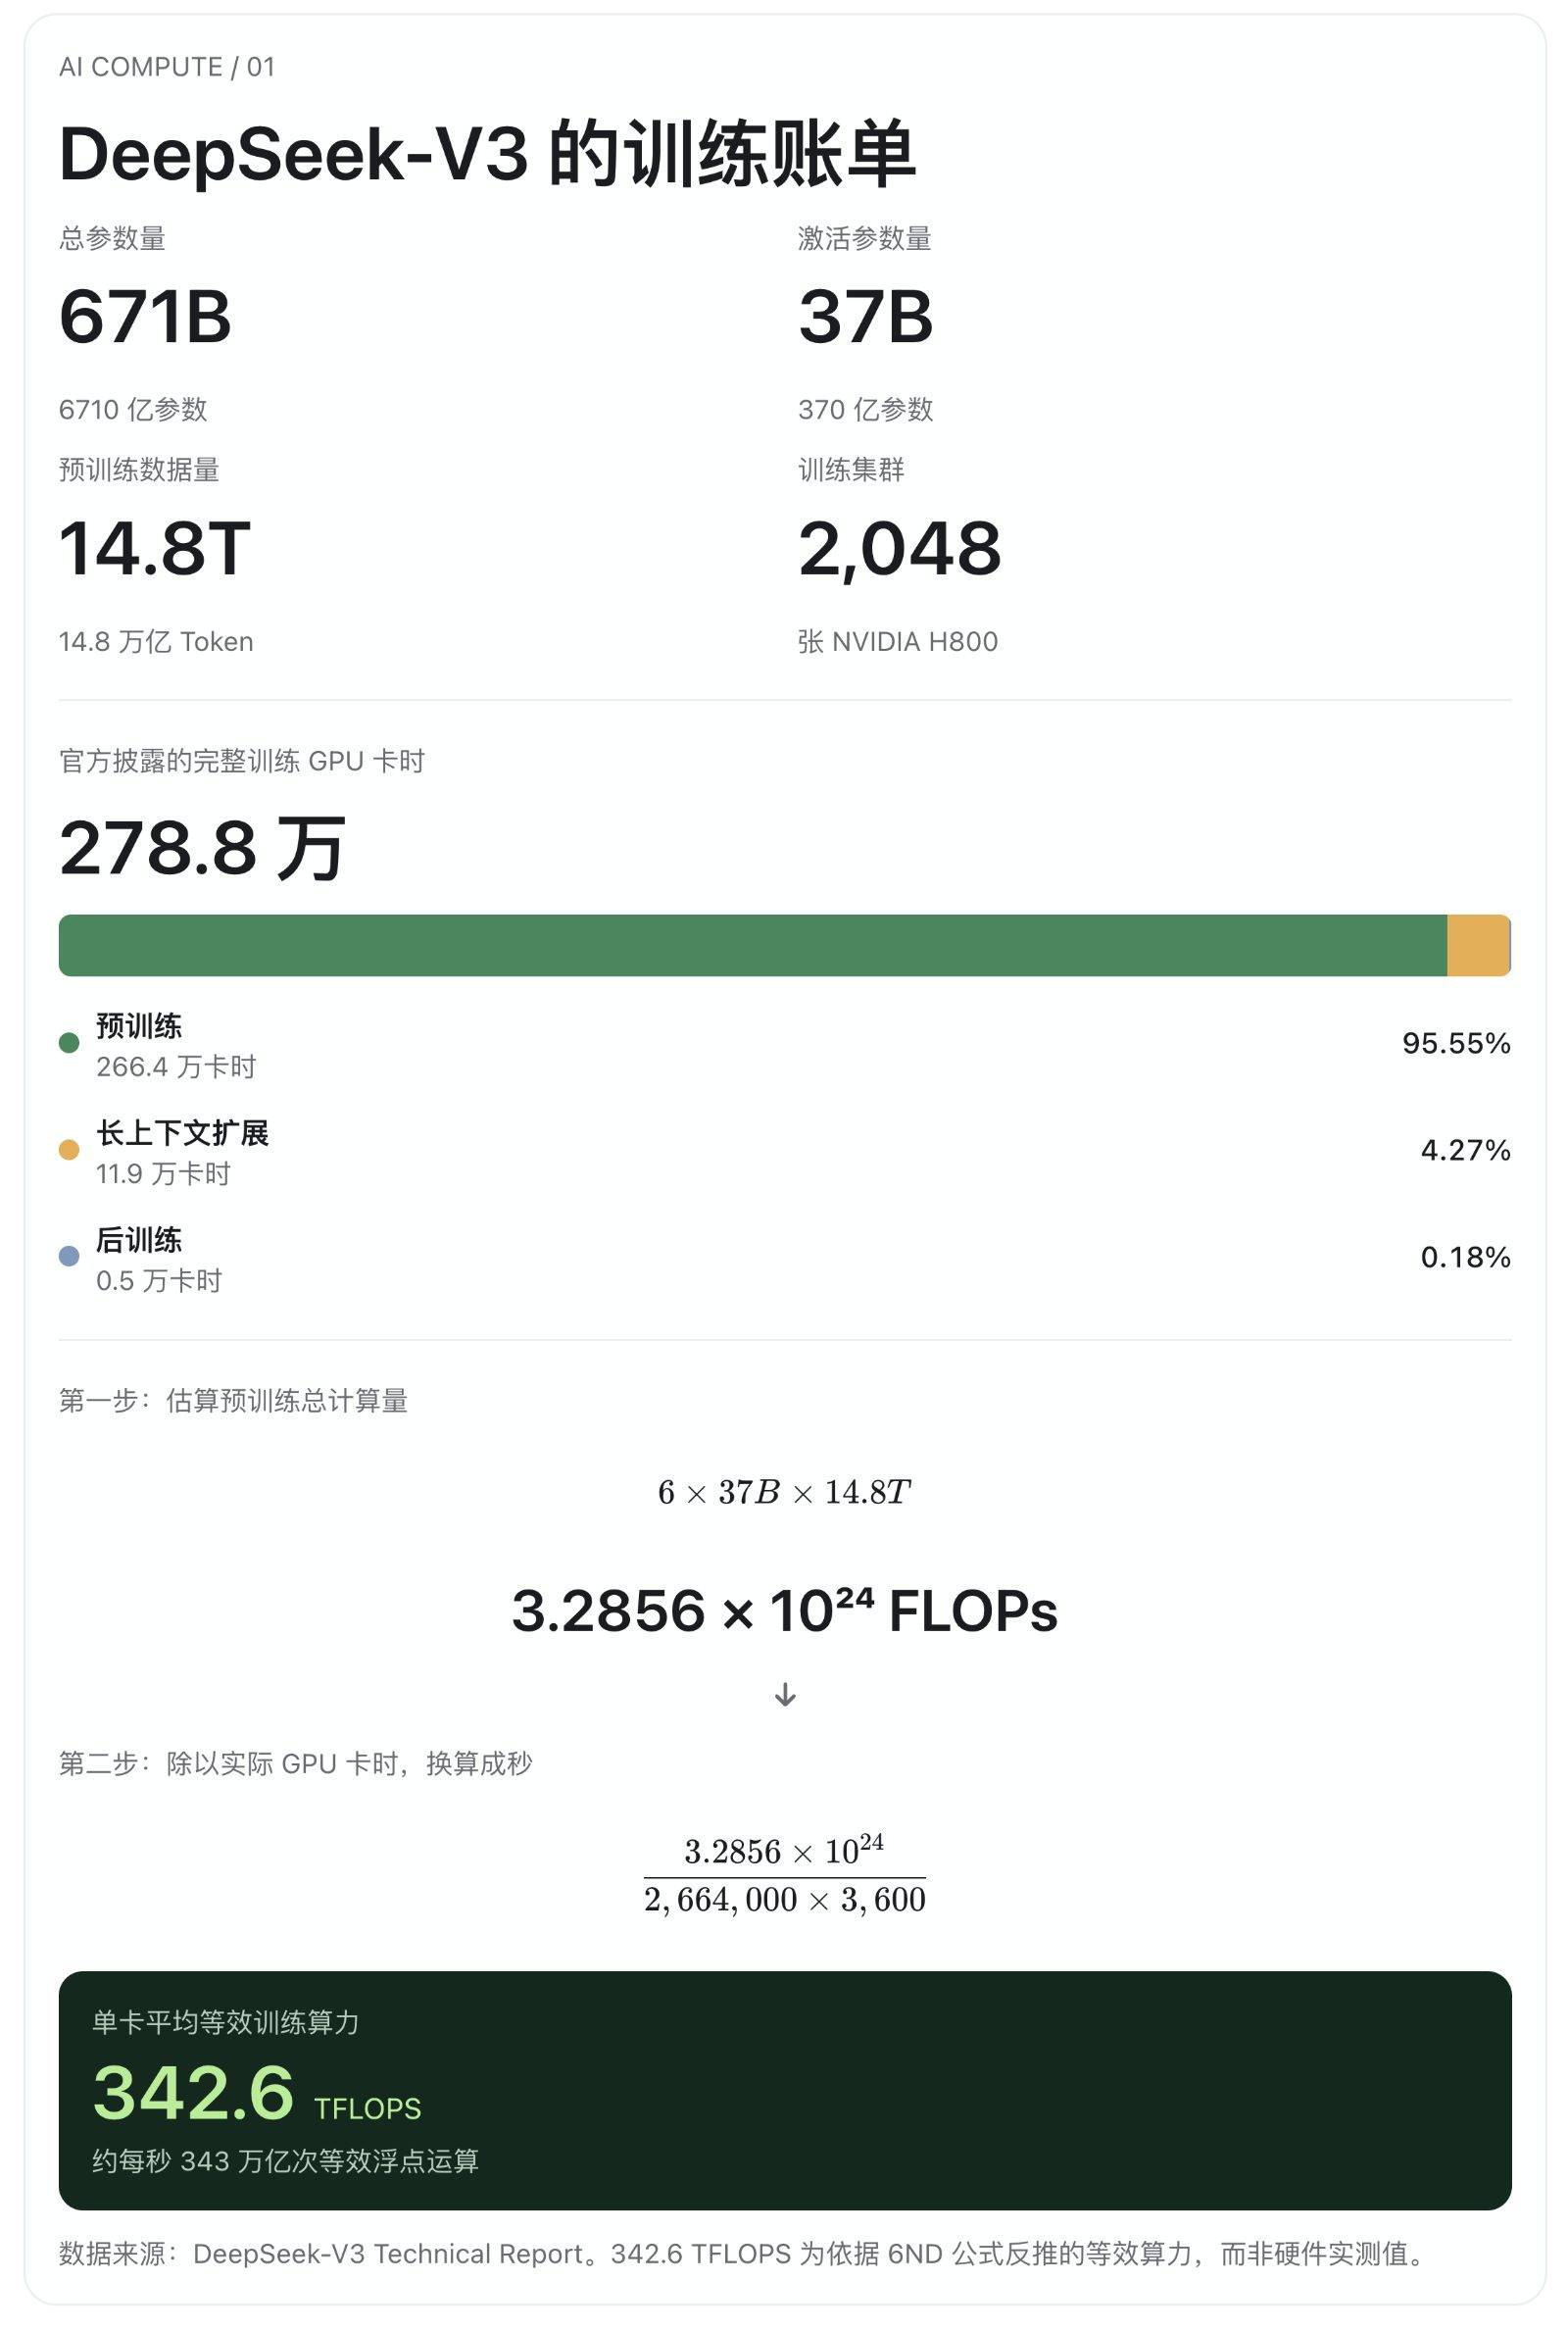 AI COMPUTE / 01
DeepSeek-V3 的训练账单
总参数量
671B
6710 亿参数
激活参数量
37B
370 亿参数
预训练数据量
14.8T
14.8 万亿 Token
训练集群
2,048
张 NVIDIA H800
官方披露的完整训练 GPU 卡时
278.8 万
预训练
266.4 万卡时
95.55%
长上下文扩展
11.9 万卡时
4.27%
后训练
0.5 万卡时
0.18%
第一步：估算预训练总计算量
6 × 37B × 14.8T
3.2856 × 10²⁴ FLOPs
↓
第二步：除以实际 GPU 卡时，换算成秒
3.2856 × 10²⁴
2,664,000 × 3,600
单卡平均等效训练算力
342.6 TFLOPS
约每秒 343 万亿次等效浮点运算
数据来源：DeepSeek-V3 Technical Report。342.6 TFLOPS 为依据 6ND 公式反推的等效算力，而非硬件实测值。